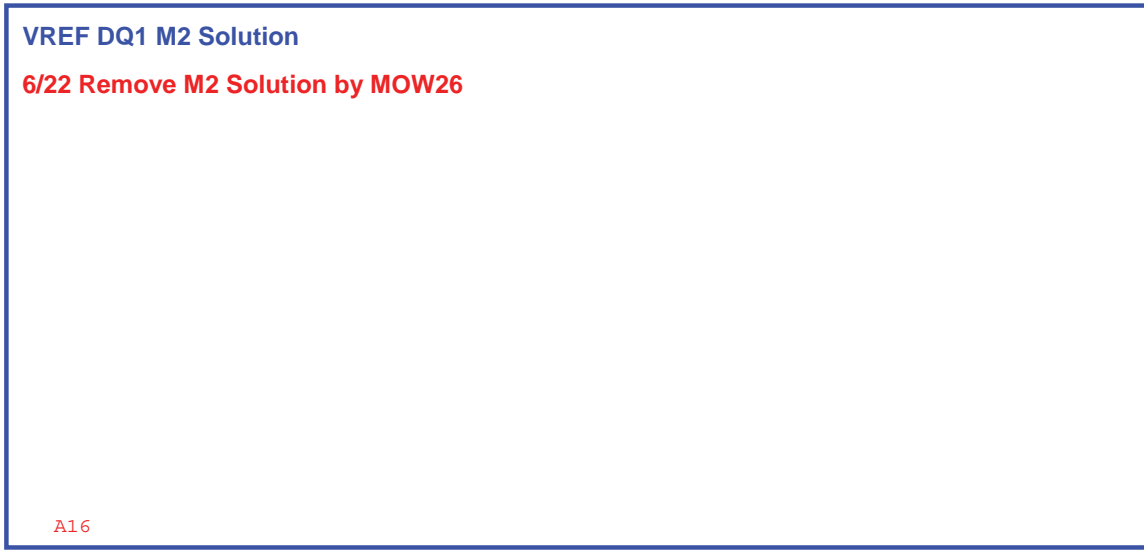 VREF DQ1 M2 Solution
6/22 Remove M2 Solution by MOW26
A16